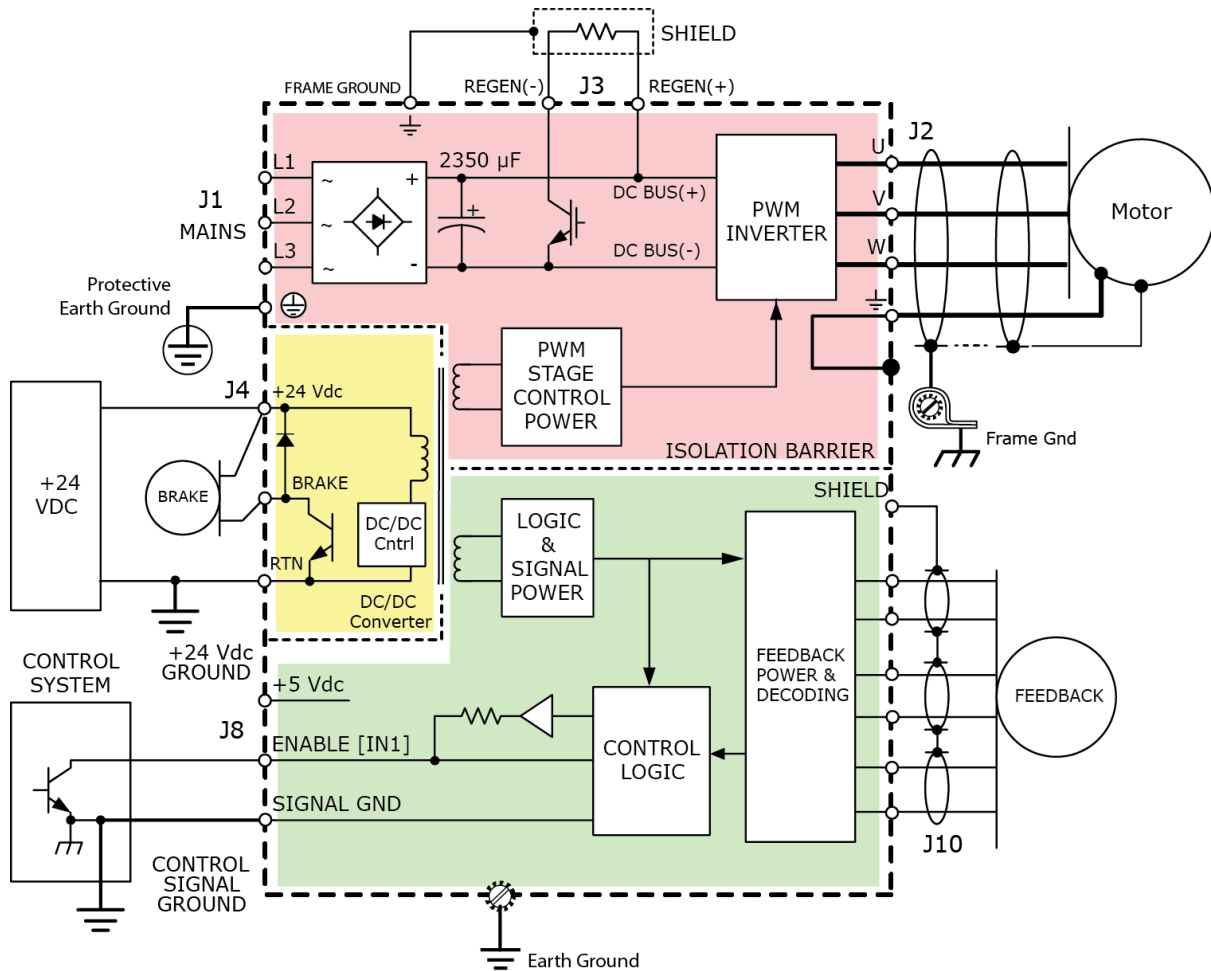 SHIELD
FRAME GROUND
REGEN(-)
J3
REGEN(+)
J1
MAINS
L1
L2
L3
~
~
~
+
-
2350 µF
+
DC BUS(+)
DC BUS(-)
PWM
INVERTER
U
V
W
J2
Motor
Protective
Earth Ground
PWM
STAGE
CONTROL
POWER
ISOLATION BARRIER
Frame Gnd
J4
+24 Vdc
+24
VDC
BRAKE
BRAKE
RTN
DC/DC
Cntrl
DC/DC
Converter
+24 Vdc
GROUND
LOGIC
&
SIGNAL
POWER
SHIELD
FEEDBACK
POWER &
DECODING
FEEDBACK
J10
CONTROL
SYSTEM
+5 Vdc
J8
ENABLE [IN1]
SIGNAL GND
CONTROL
LOGIC
CONTROL
SIGNAL
GROUND
Earth Ground